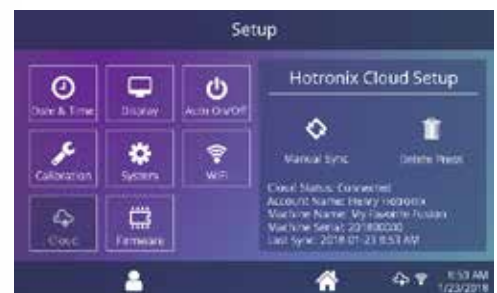 Setup
Date & Time
Display
Auto On/Off
Calibration
System
WiFi
Cloud
Firmware
Hotronix Cloud Setup
Manual Sync
Delete Press
Cloud Status: Connected
Account Name: Henry Hotronix
Machine Name: My Favorite Fusion
Machine Serial: 201800000
Last Sync: 2018-01-23 8:53 AM
8:53 AM
1/23/2018